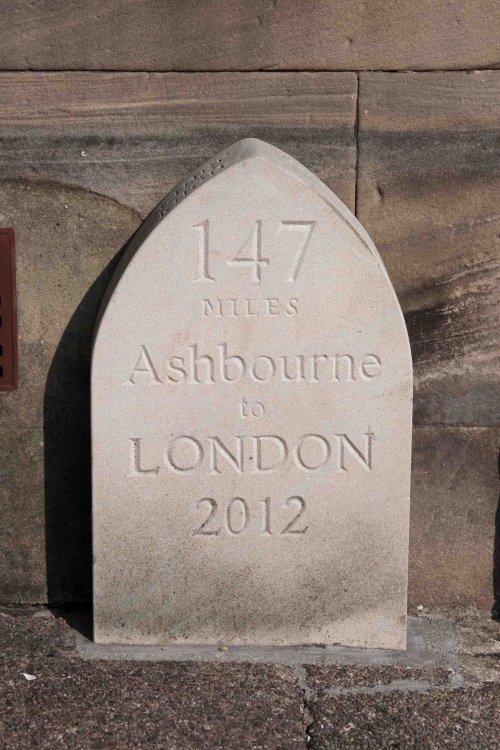 147
MILES
Ashbourne
to
LONDON
2012